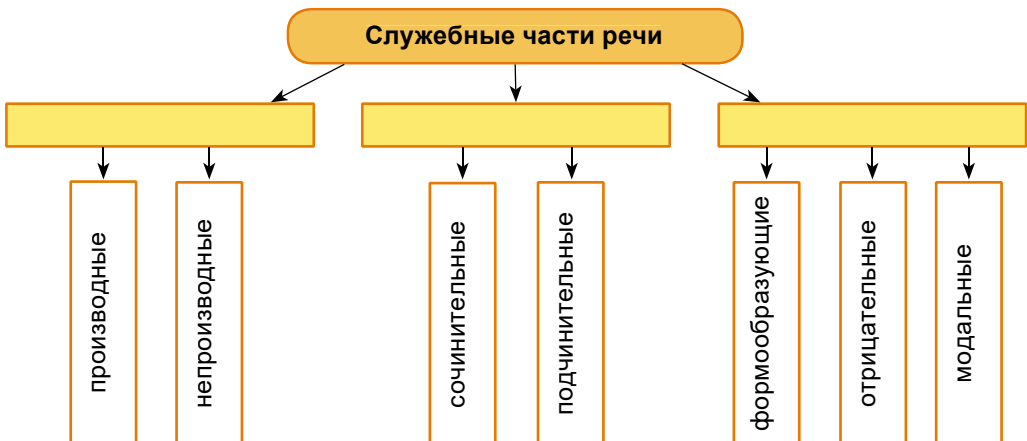 Служебные части речи
производные
непроизводные
сочинительные
подчинительные
формообразующие
отрицательные
модальные